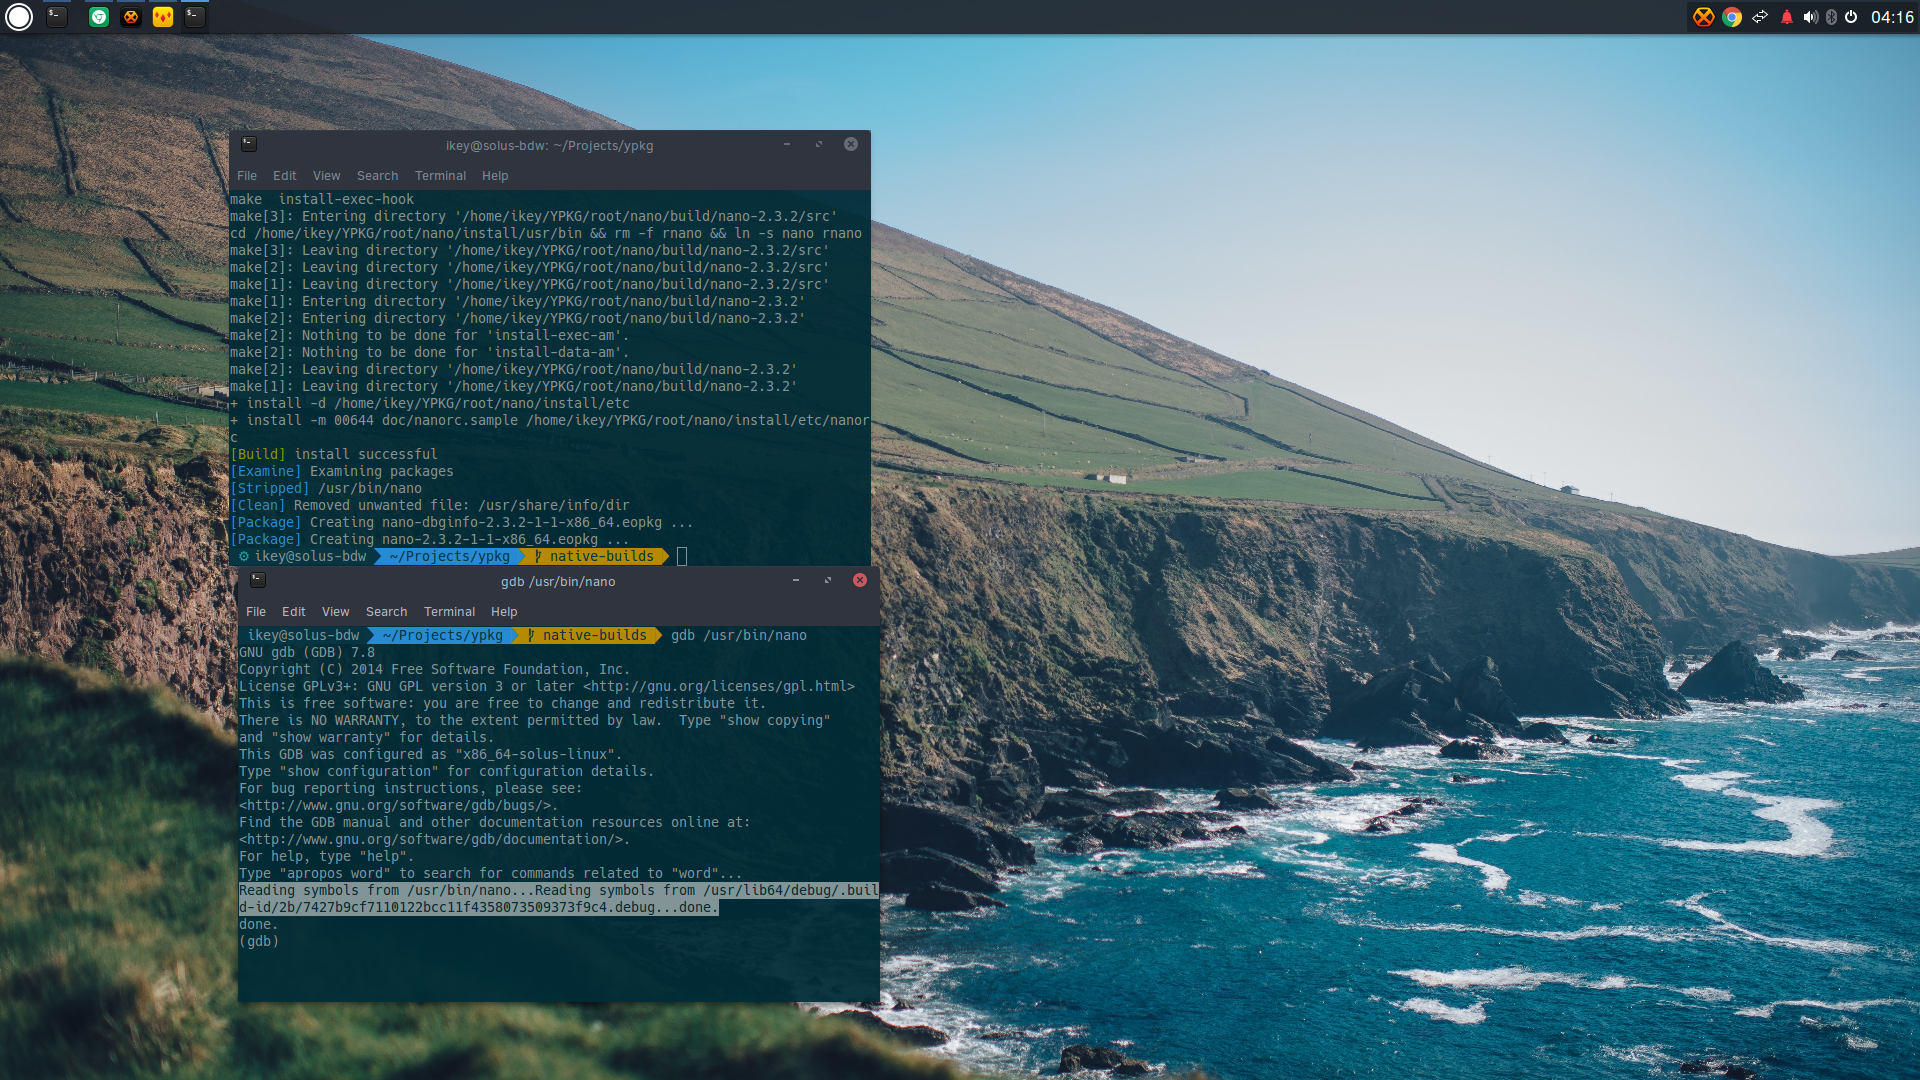 04:16
ikey@solus-bdw: ~/Projects/ypkg
File Edit View Search Terminal Help
make  install-exec-hook
make[3]: Entering directory '/home/ikey/YPKG/root/nano/build/nano-2.3.2/src'
cd /home/ikey/YPKG/root/nano/install/usr/bin && rm -f rnano && ln -s nano rnano
make[3]: Leaving directory '/home/ikey/YPKG/root/nano/build/nano-2.3.2/src'
make[2]: Leaving directory '/home/ikey/YPKG/root/nano/build/nano-2.3.2/src'
make[1]: Leaving directory '/home/ikey/YPKG/root/nano/build/nano-2.3.2/src'
make[1]: Entering directory '/home/ikey/YPKG/root/nano/build/nano-2.3.2'
make[2]: Entering directory '/home/ikey/YPKG/root/nano/build/nano-2.3.2'
make[2]: Nothing to be done for 'install-exec-am'.
make[2]: Nothing to be done for 'install-data-am'.
make[2]: Leaving directory '/home/ikey/YPKG/root/nano/build/nano-2.3.2'
make[1]: Leaving directory '/home/ikey/YPKG/root/nano/build/nano-2.3.2'
+ install -d /home/ikey/YPKG/root/nano/install/etc
+ install -m 00644 doc/nanorc.sample /home/ikey/YPKG/root/nano/install/etc/nanor
c
[Build] install successful
[Examine] Examining packages
[Stripped] /usr/bin/nano
[Clean] Removed unwanted file: /usr/share/info/dir
[Package] Creating nano-dbginfo-2.3.2-1-1-x86_64.eopkg ...
[Package] Creating nano-2.3.2-1-1-x86_64.eopkg ...
ikey@solus-bdw ~/Projects/ypkg native-builds
gdb /usr/bin/nano
File Edit View Search Terminal Help
ikey@solus-bdw ~/Projects/ypkg native-builds gdb /usr/bin/nano
GNU gdb (GDB) 7.8
Copyright (C) 2014 Free Software Foundation, Inc.
License GPLv3+: GNU GPL version 3 or later <http://gnu.org/licenses/gpl.html>
This is free software: you are free to change and redistribute it.
There is NO WARRANTY, to the extent permitted by law.  Type "show copying"
and "show warranty" for details.
This GDB was configured as "x86_64-solus-linux".
Type "show configuration" for configuration details.
For bug reporting instructions, please see:
<http://www.gnu.org/software/gdb/bugs/>.
Find the GDB manual and other documentation resources online at:
<http://www.gnu.org/software/gdb/documentation/>.
For help, type "help".
Type "apropos word" to search for commands related to "word"...
Reading symbols from /usr/bin/nano...Reading symbols from /usr/lib64/debug/.buil
d-id/2b/7427b9cf7110122bcc11f4358073509373f9c4.debug...done.
done.
(gdb)